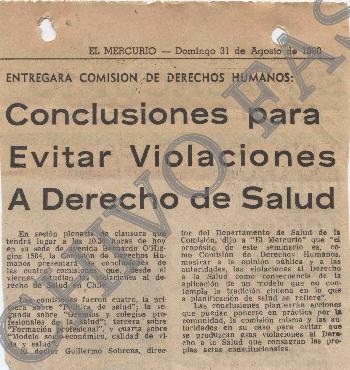 EL MERCURIO — Domingo 31 de Agosto de 1980
ENTREGARA COMISION DE DERECHOS HUMANOS:
Conclusiones para
Evitar Violaciones
A Derecho de Salud
En sesión plenaria de clausura que
tendrá lugar a las 10.30 horas de hoy
en su sede de avenida Bernardo O'Hig-
gins 1584, la Comisión de Derechos Hu-
manos presentará las conclusiones de
las cuatro comisiones que, desde el
viernes, estudian las violaciones al dere-
cho de Salud en Chile.
Las comisiones fueron cuatro, la pri-
mera sobre "Política de salud"; la se-
gunda sobre "Gremios y colegios pro-
fesionales de la salud"; tercera sobre
"Formación profesional", y cuarta sobre
"Modelo socio-económico, calidad de vi-
da y salud".
El doctor Guillermo direc-
tor del Departamento de Salud de la
Comisión, dijo a "El Mercurio" que "el
propósito de este seminario es, co-
mo Comisión de Derechos Humanos,
mostrar a la opinión pública y a las
autoridades, las violaciones al Derecho
a la Salud como consecuencia de la
aplicación de un modelo que no con-
templa la tradición chilena en lo que
a planificación de salud se refiere".
Las conclusiones plantearán acciones
que puedan ponerse en práctica por la
comunidad, la comisión misma y las au-
toridades en su caso para evitar que
se produzcan esas violaciones al Dere-
cho a la Salud que consagran las pro-
pias actas constitucionales.